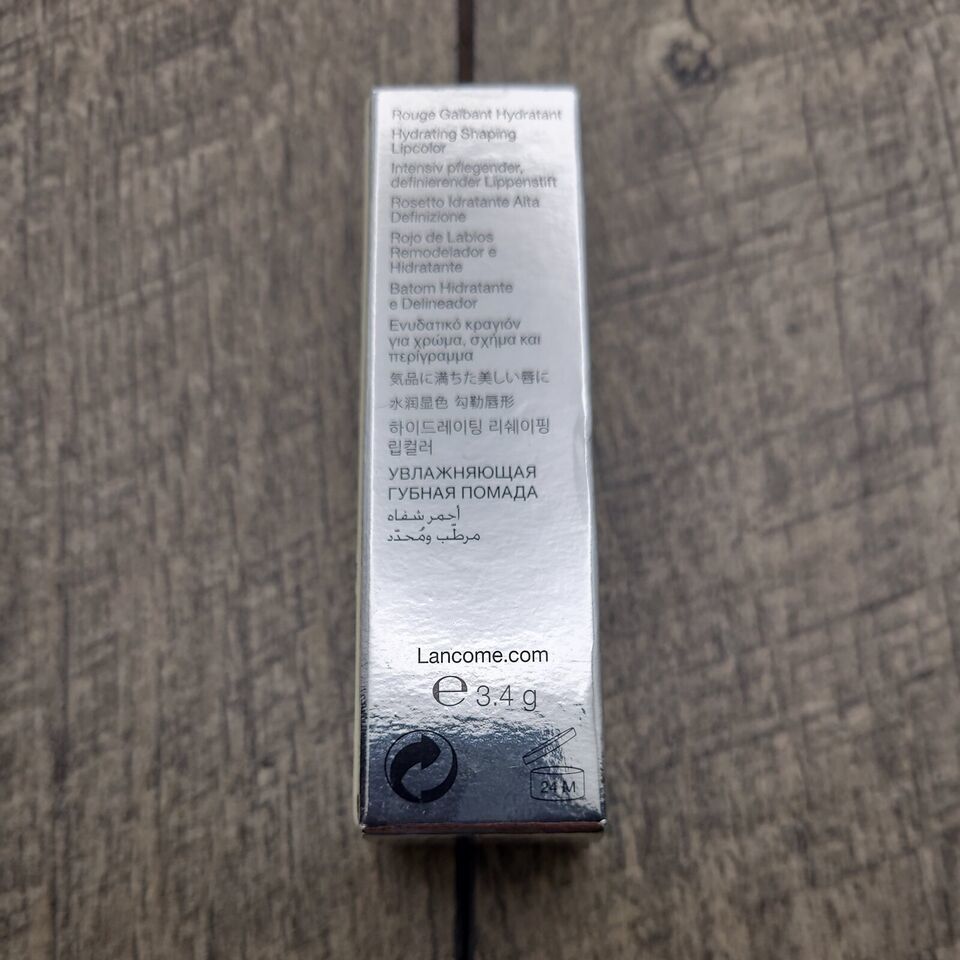 Rouge Galbant Hydratant
Hydrating Shaping
Lipcolor
Intensiv pflegender,
definierender Lippenstift
Rosetto Idratante Alta
Definizione
Rojo de Labios
Remodelador e
Hidratante
Batom Hidratante
e Delineador
Ενυδατικό κραγιόν
για χρώμα, σχήμα και
περίγραμμα
気品に満ちた美しい唇に
水润显色 勾勒唇形
하이드레이팅 리쉐이핑
립컬러
УВЛАЖНЯЮЩАЯ
ГУБНАЯ ПОМАДА
أحمر شفاه
مرطّب ومُحدّد
Lancome.com
℮ 3.4 g
24 M